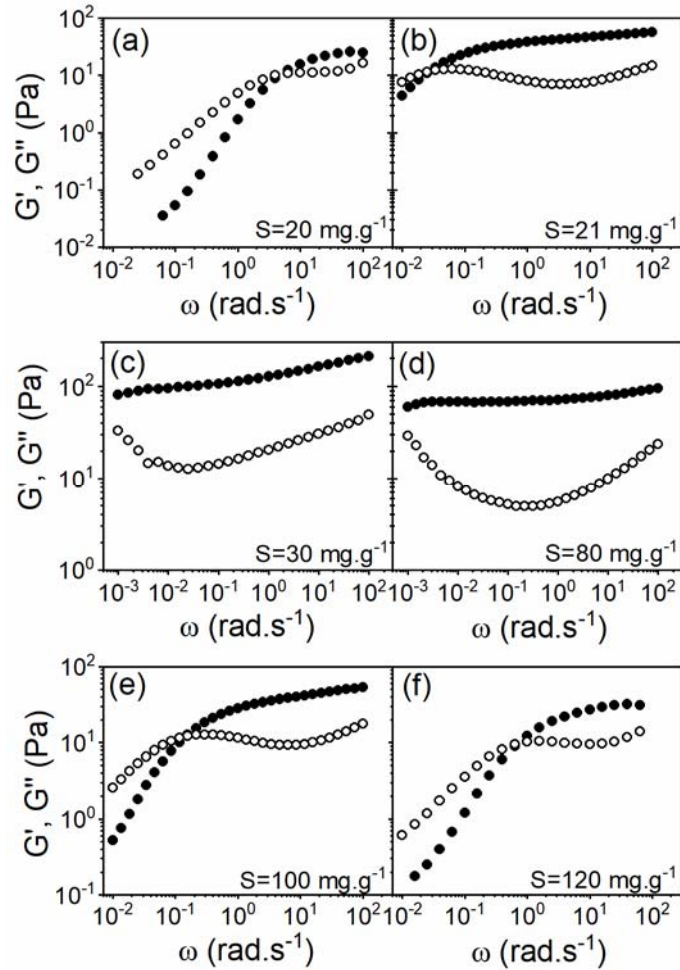 (a)
(b)
10²
10¹
10⁰
10⁻¹
10⁻²
G', G" (Pa)
S=20 mg.g⁻¹
S=21 mg.g⁻¹
10⁻² 10⁻¹ 10⁰ 10¹ 10²
10⁻² 10⁻¹ 10⁰ 10¹ 10²
ω (rad.s⁻¹)
ω (rad.s⁻¹)
(c)
(d)
10²
10¹
10⁰
G', G" (Pa)
S=30 mg.g⁻¹
S=80 mg.g⁻¹
10⁻³ 10⁻² 10⁻¹ 10⁰ 10¹ 10²
10⁻³ 10⁻² 10⁻¹ 10⁰ 10¹ 10²
ω (rad.s⁻¹)
ω (rad.s⁻¹)
(e)
(f)
10²
10¹
10⁰
10⁻¹
G', G" (Pa)
S=100 mg.g⁻¹
S=120 mg.g⁻¹
10⁻² 10⁻¹ 10⁰ 10¹ 10²
10⁻² 10⁻¹ 10⁰ 10¹ 10²
ω (rad.s⁻¹)
ω (rad.s⁻¹)